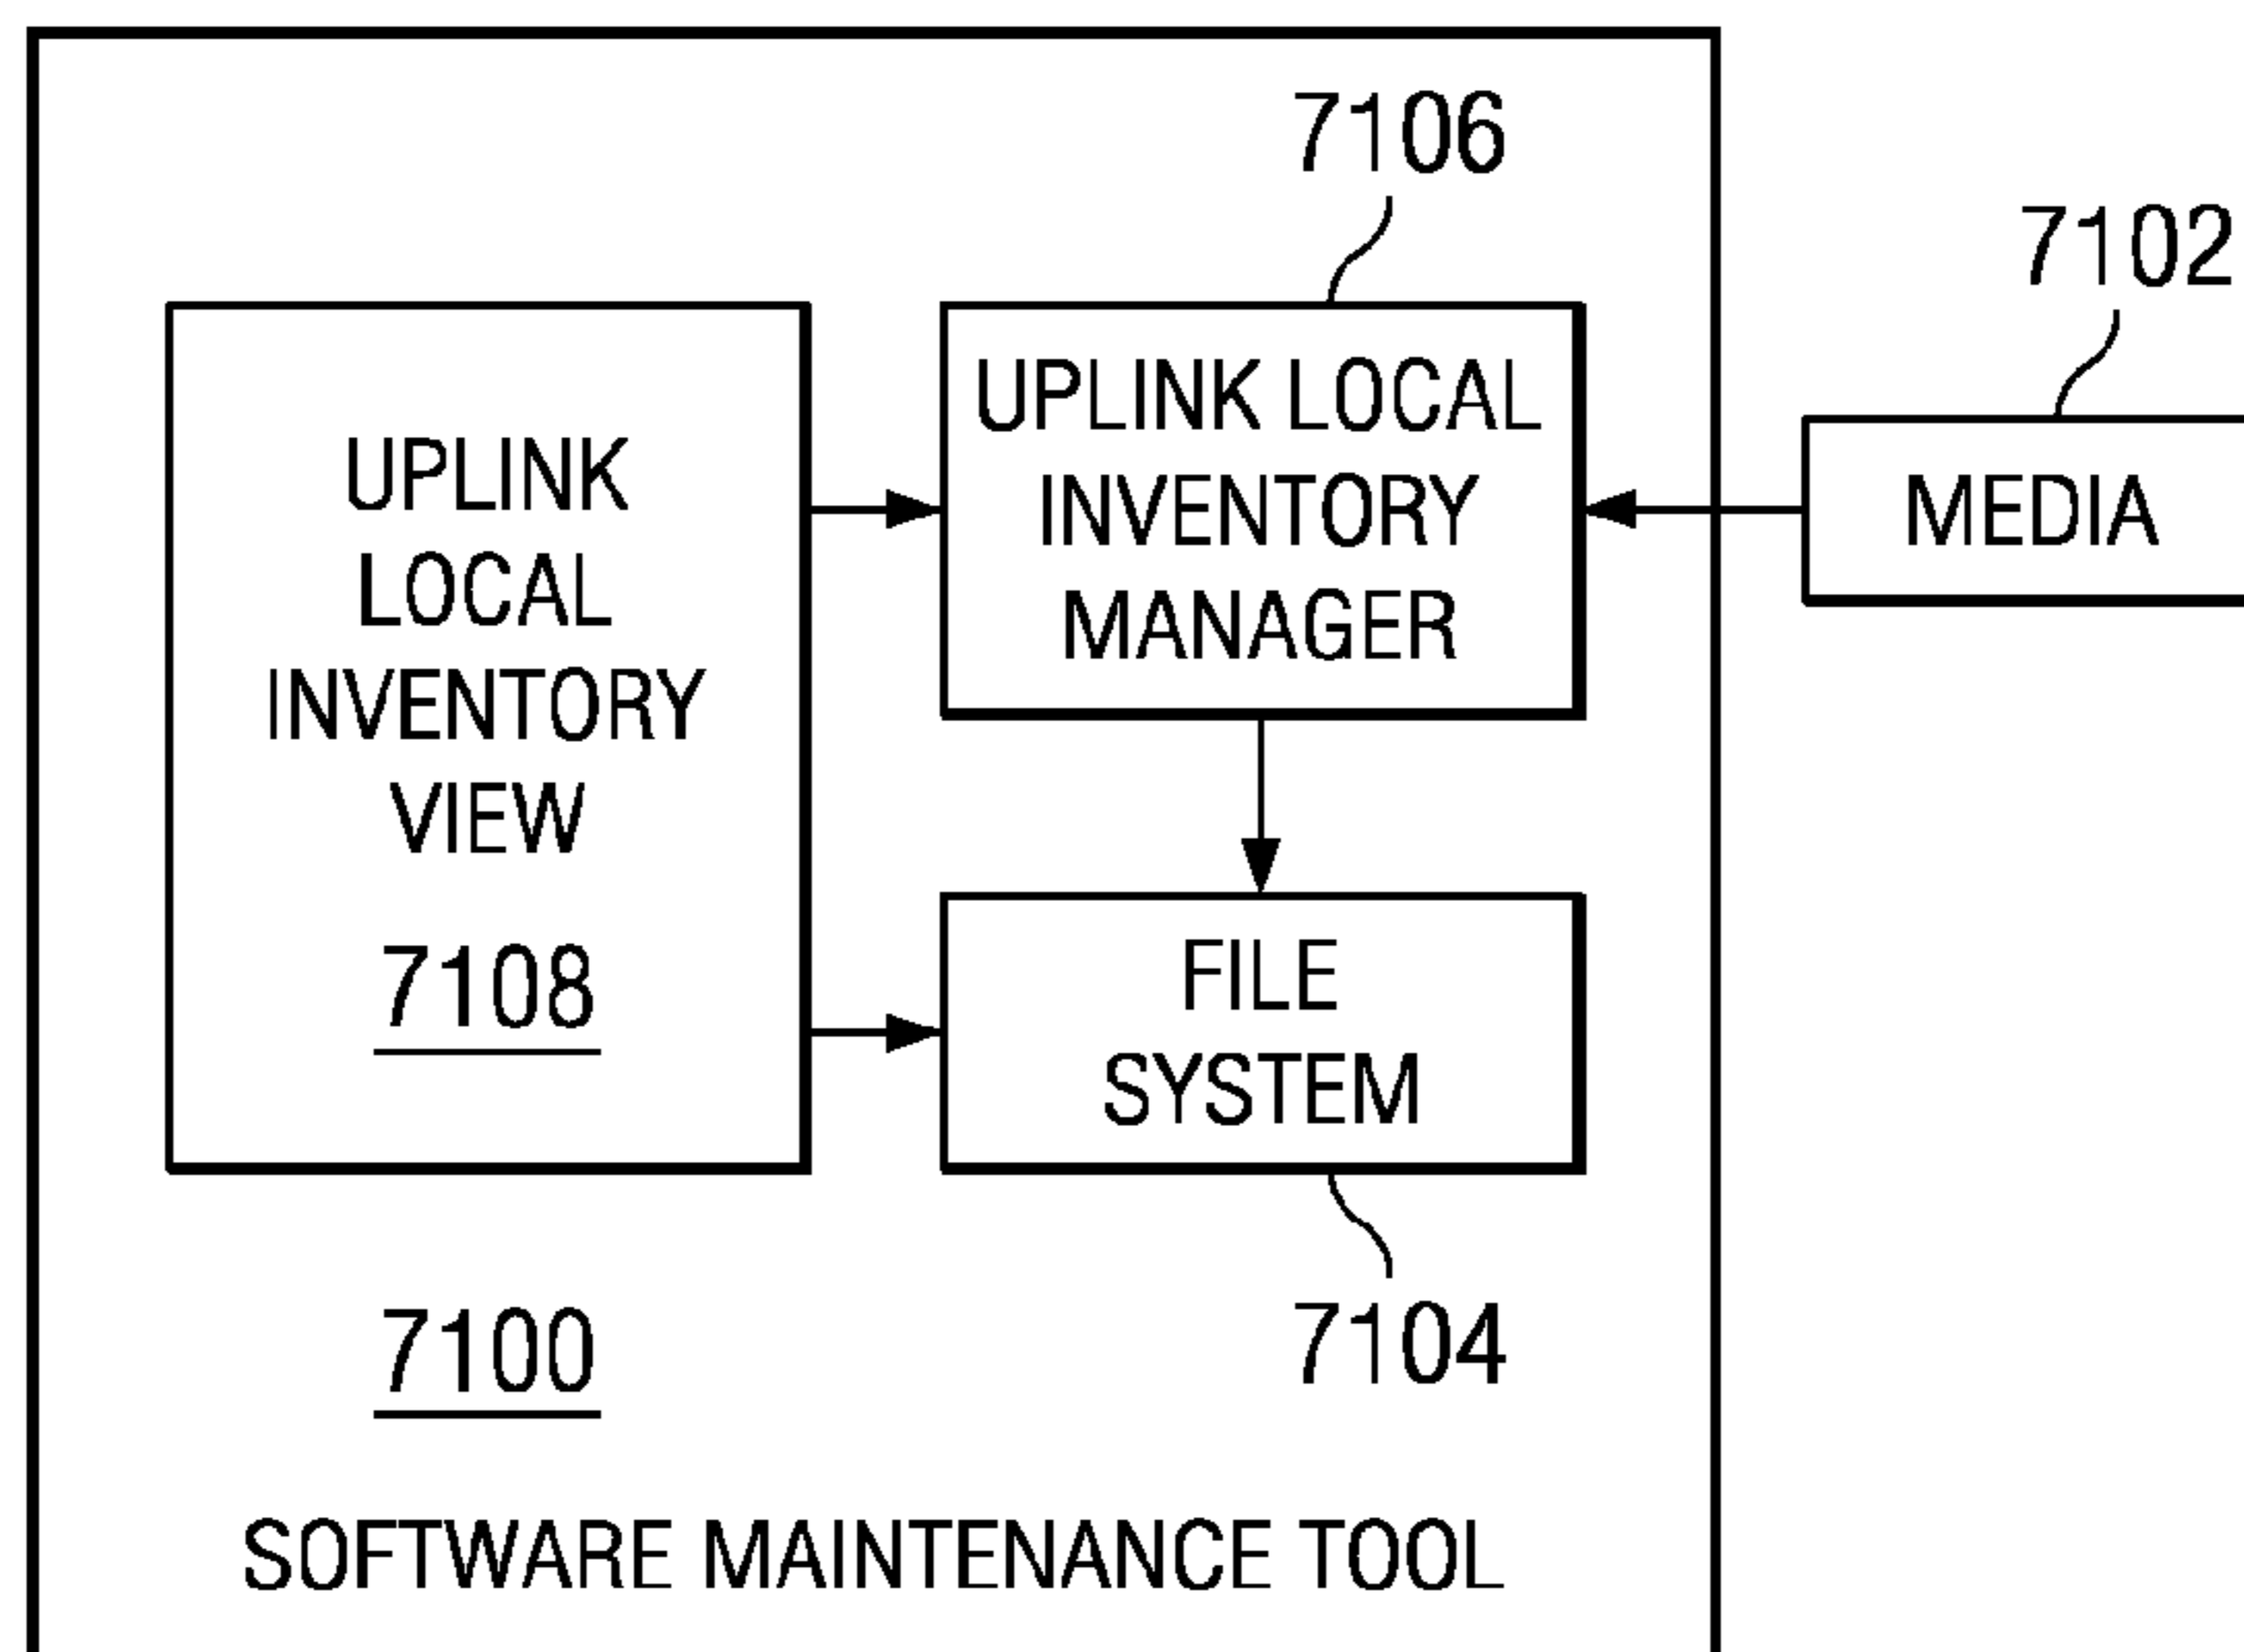 7106
7102
UPLINK
LOCAL
INVENTORY
VIEW
7108
UPLINK LOCAL
INVENTORY
MANAGER
MEDIA
FILE
SYSTEM
7104
7100
SOFTWARE MAINTENANCE TOOL